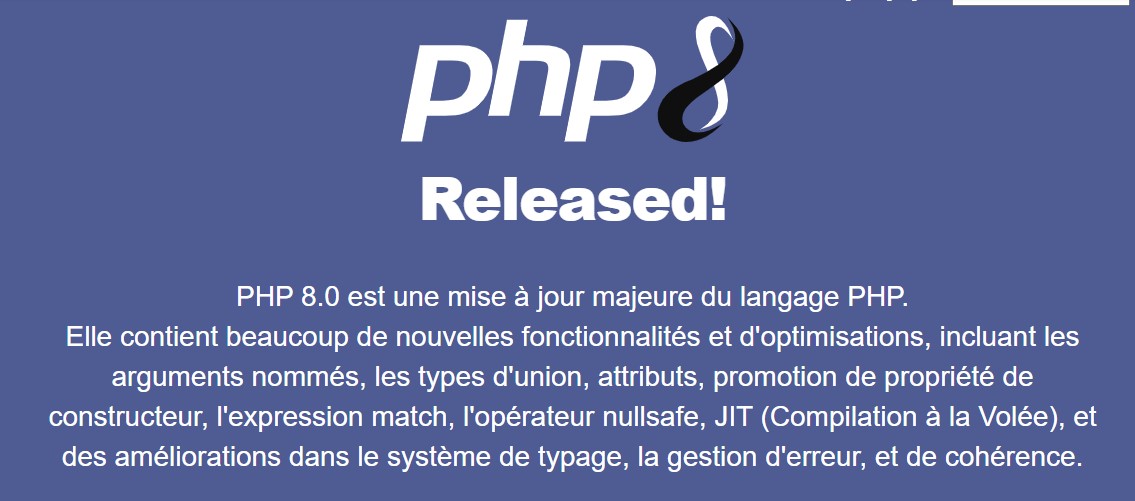 php 8
Released!
PHP 8.0 est une mise à jour majeure du langage PHP.
Elle contient beaucoup de nouvelles fonctionnalités et d'optimisations, incluant les
arguments nommés, les types d'union, attributs, promotion de propriété de
constructeur, l'expression match, l'opérateur nullsafe, JIT (Compilation à la Volée), et
des améliorations dans le système de typage, la gestion d'erreur, et de cohérence.